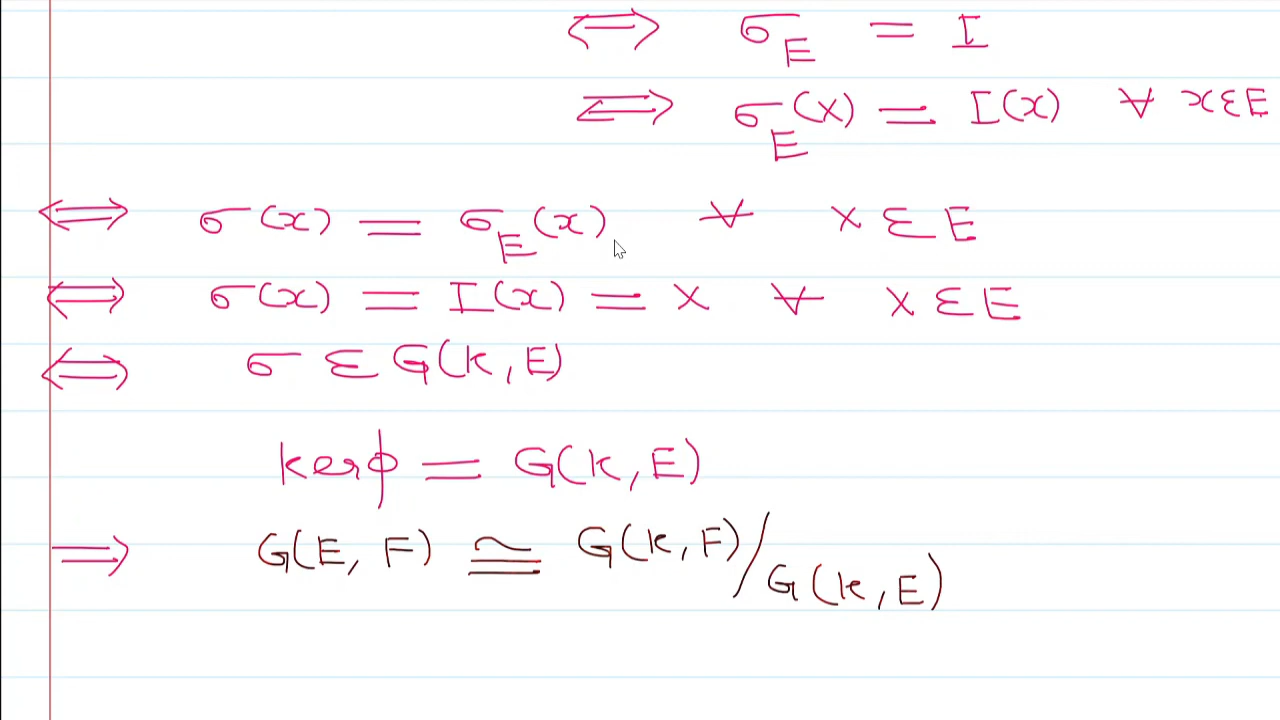 ⟺ σ_E = I
⟺ σ_E(x) = I(x) ∀ x∈E
⟺ σ(x) = σ_E(x) ∀ x∈E
⟺ σ(x) = I(x) = x ∀ x∈E
⟺ σ∈G(K,E)
kerϕ = G(K,E)
⟹ G(E,F) ≅ G(K,F)/G(K,E)